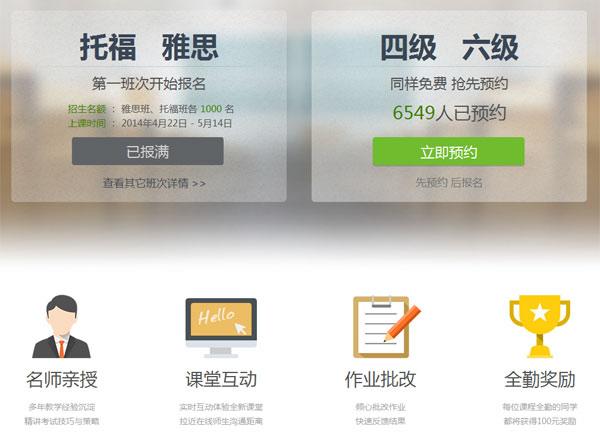 托福 雅思
第一班次开始报名
招生名额 ： 雅思班、托福班各 1000 名
上课时间 ： 2014年4月22日 - 5月14日
已报满
查看其它班次详情 >>
四级 六级
同样免费 抢先预约
6549人已预约
立即预约
先预约 后报名
Hello
名师亲授
多年教学经验沉淀
精讲考试技巧与策略
课堂互动
实时互动体验全新课堂
拉近在线师生沟通距离
作业批改
倾心批改作业
快速反馈结果
全勤奖励
每位课程全勤的同学
都将获得100元奖励